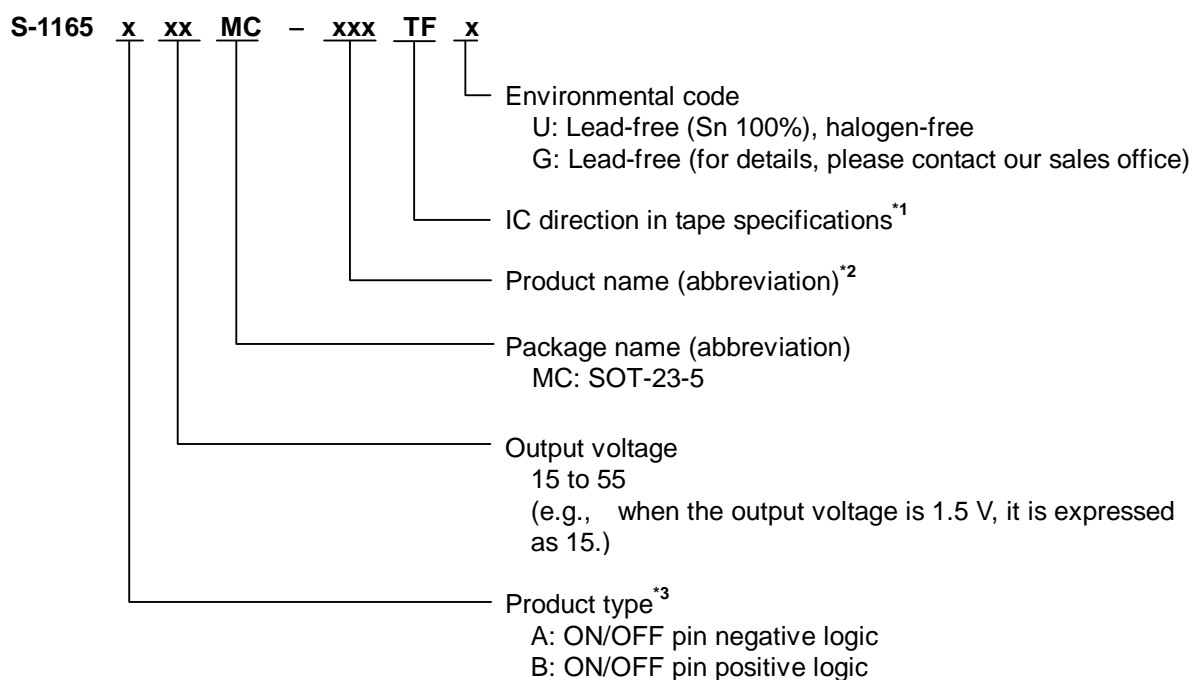 S-1165 x xx MC – xxx TF x
Environmental code
U: Lead-free (Sn 100%), halogen-free
G: Lead-free (for details, please contact our sales office)
IC direction in tape specifications*1
Product name (abbreviation)*2
Package name (abbreviation)
MC: SOT-23-5
Output voltage
15 to 55
(e.g., when the output voltage is 1.5 V, it is expressed
as 15.)
Product type*3
A: ON/OFF pin negative logic
B: ON/OFF pin positive logic